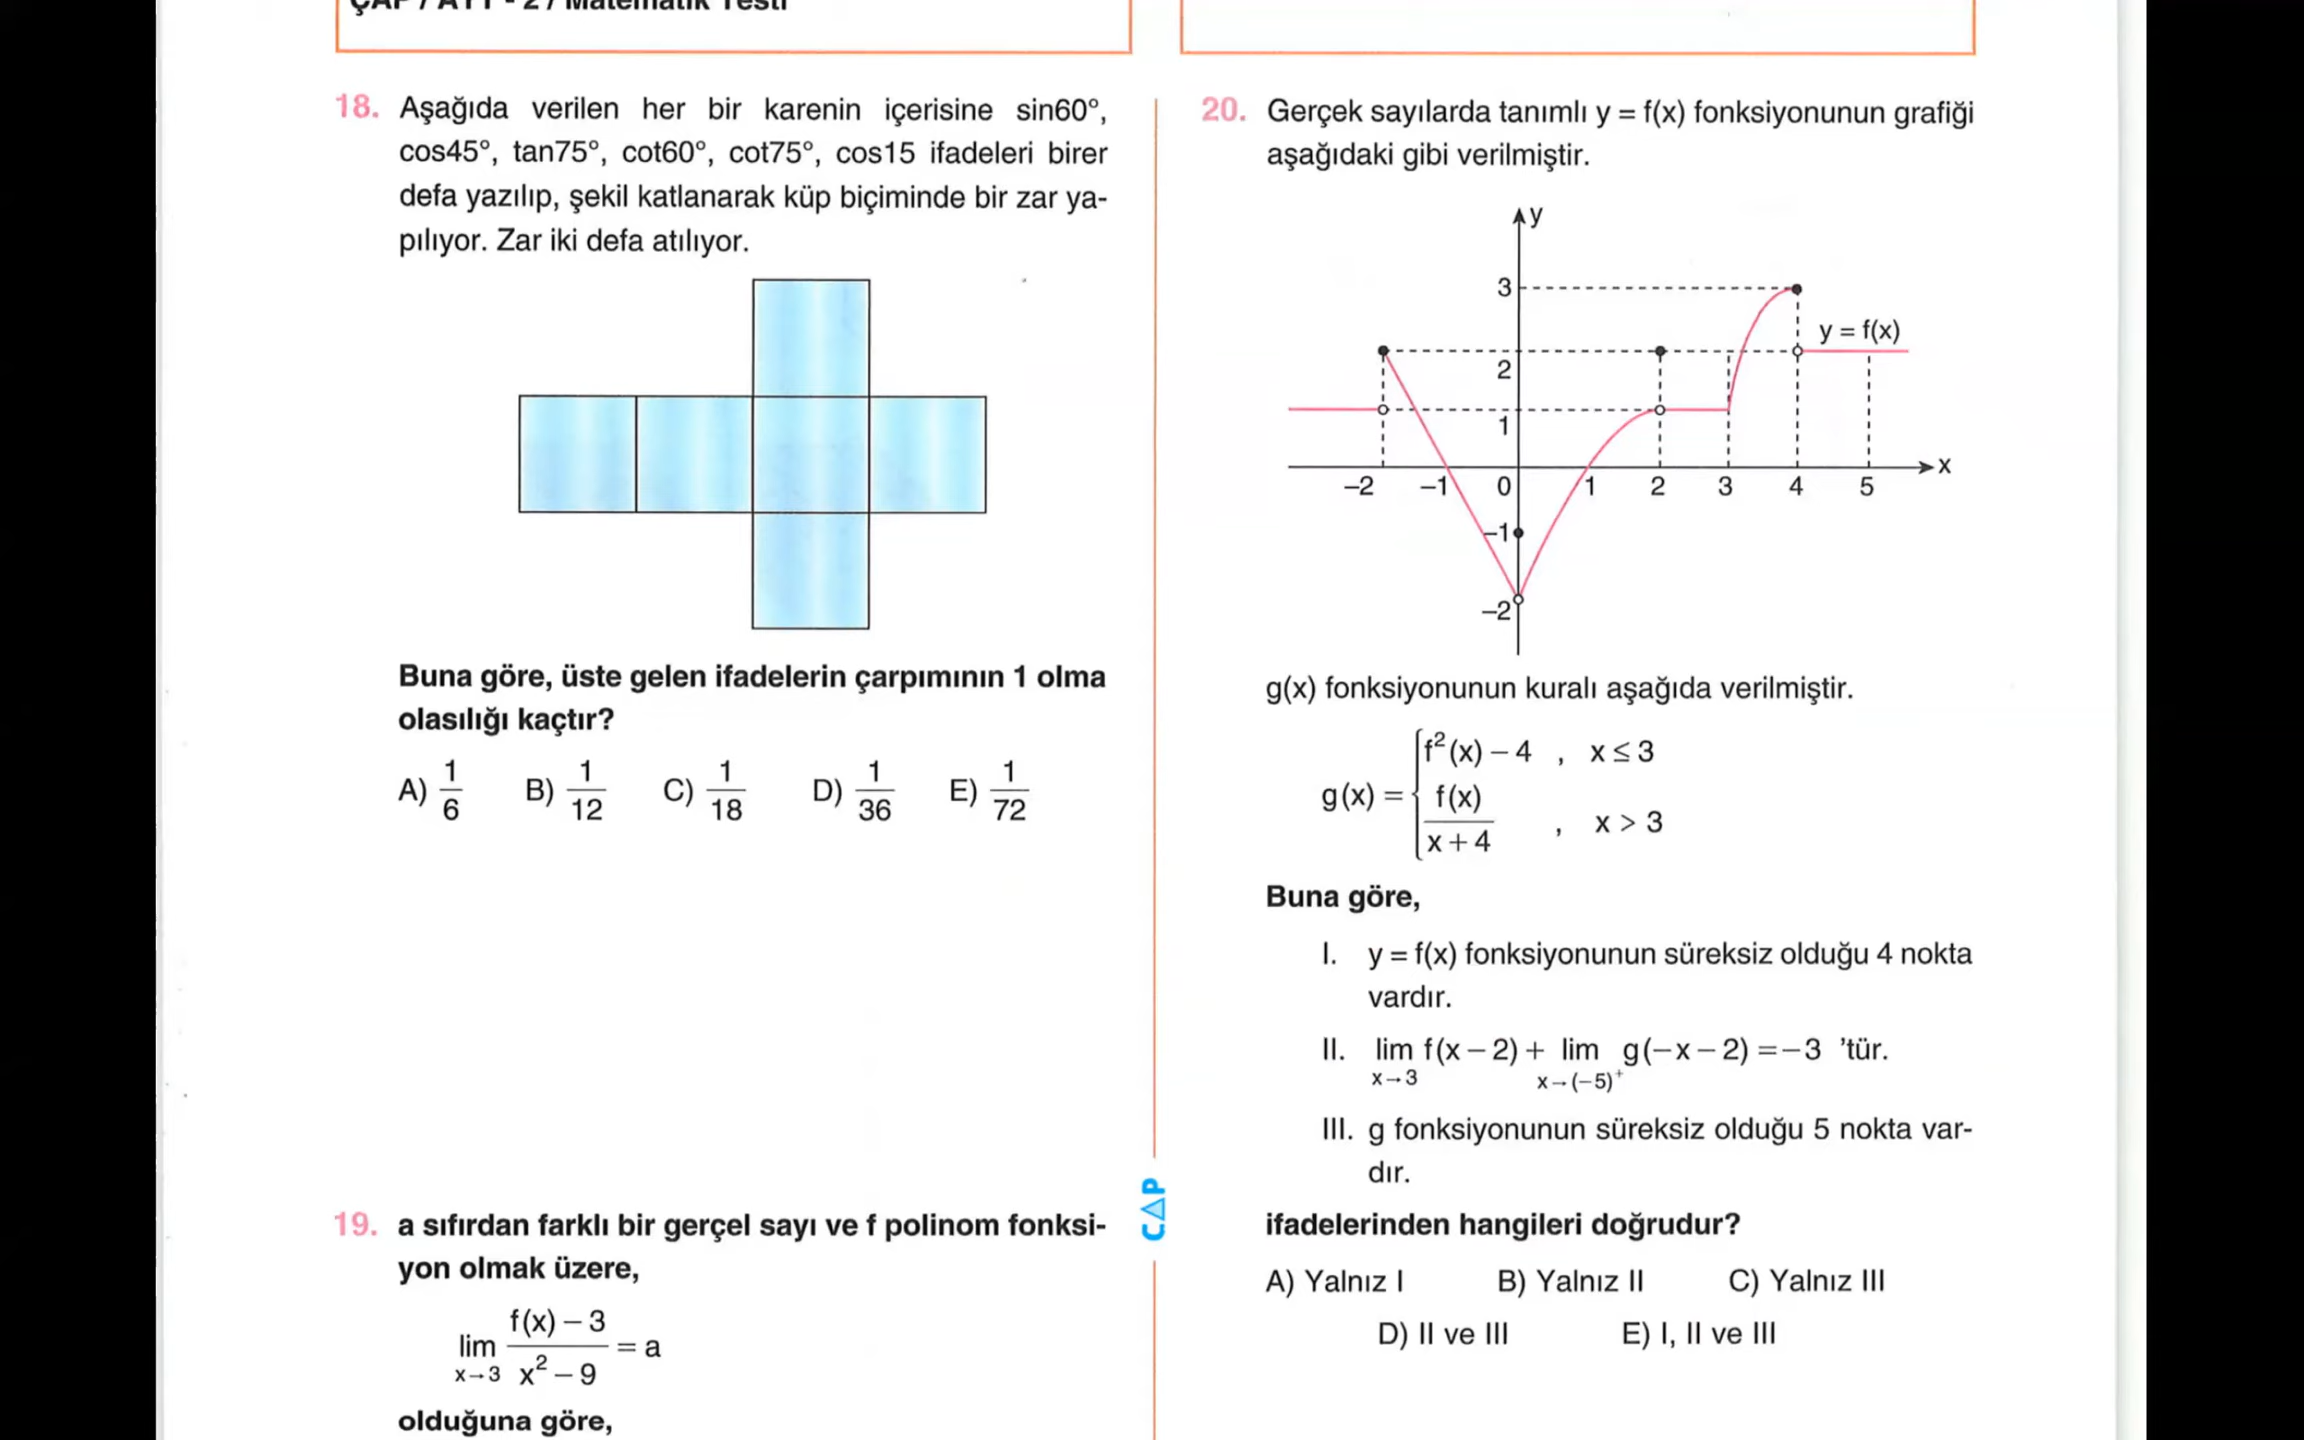 ÇAP / AYT - 2 / Matematik Testi
18. Aşağıda verilen her bir karenin içerisine sin60°,
cos45°, tan75°, cot60°, cot75°, cos15 ifadeleri birer
defa yazılıp, şekil katlanarak küp biçiminde bir zar ya-
pılıyor. Zar iki defa atılıyor.
Buna göre, üste gelen ifadelerin çarpımının 1 olma
olasılığı kaçtır?
A) 1/6 B) 1/12 C) 1/18 D) 1/36 E) 1/72
19. a sıfırdan farklı bir gerçel sayı ve f polinom fonksi-
yon olmak üzere,
lim x→3 (f(x) – 3)/(x² – 9) = a
olduğuna göre,
CAP
20. Gerçek sayılarda tanımlı y = f(x) fonksiyonunun grafiği
aşağıdaki gibi verilmiştir.
y
3
y = f(x)
2
1
x
–2 –1 0 1 2 3 4 5
–1
–2
g(x) fonksiyonunun kuralı aşağıda verilmiştir.
g(x) = { f²(x) – 4 , x ≤ 3
f(x)/(x + 4) , x > 3
Buna göre,
I. y = f(x) fonksiyonunun süreksiz olduğu 4 nokta
vardır.
II. lim x→3 f(x – 2) + lim x→(–5)⁺ g(–x – 2) = –3 ’tür.
III. g fonksiyonunun süreksiz olduğu 5 nokta var-
dır.
ifadelerinden hangileri doğrudur?
A) Yalnız I B) Yalnız II C) Yalnız III
D) II ve III E) I, II ve III